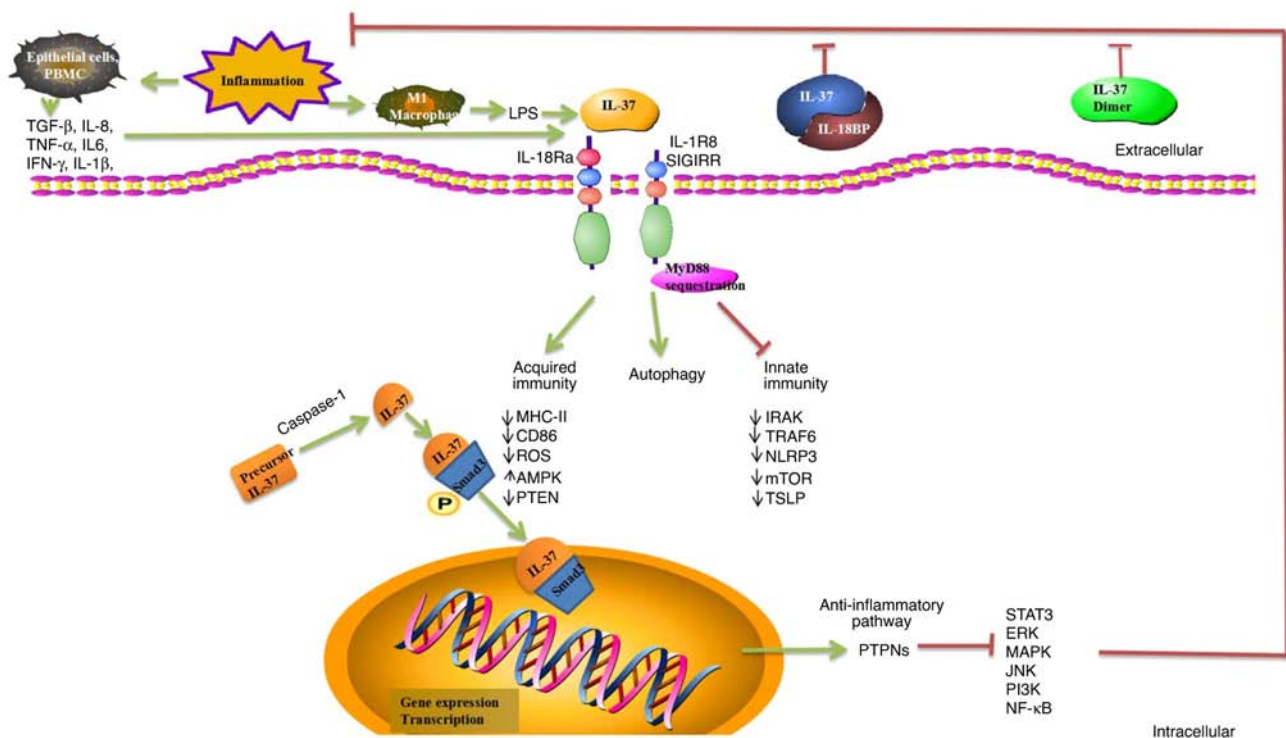 Epithelial cells,
PBMC
Inflammation
M1
Macrophag
LPS
IL-37
IL-37
IL-18BP
IL-37
Dimer
TGF-β, IL-8,
TNF-α, IL6,
IFN-γ, IL-1β,
IL-18Ra
IL-1R8
SIGIRR
Extracellular
MyD88
sequestration
Acquired
immunity
Autophagy
Innate
immunity
↓MHC-II
↓CD86
↓ROS
↑AMPK
↓PTEN
↓IRAK
↓TRAF6
↓NLRP3
↓mTOR
↓TSLP
Caspase-1
Precursor
IL-37
IL-37
IL-37
Smad3
P
IL-37
Smad3
Gene expression
Transcription
Anti-inflammatory
pathway
PTPNs
STAT3
ERK
MAPK
JNK
PI3K
NF-κB
Intracellular